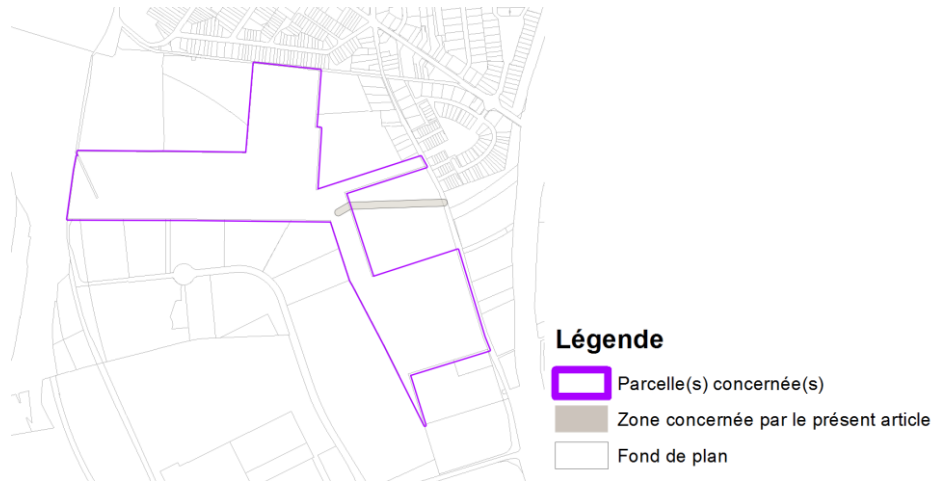 Légende
Parcelle(s) concernée(s)
Zone concernée par le présent article
Fond de plan